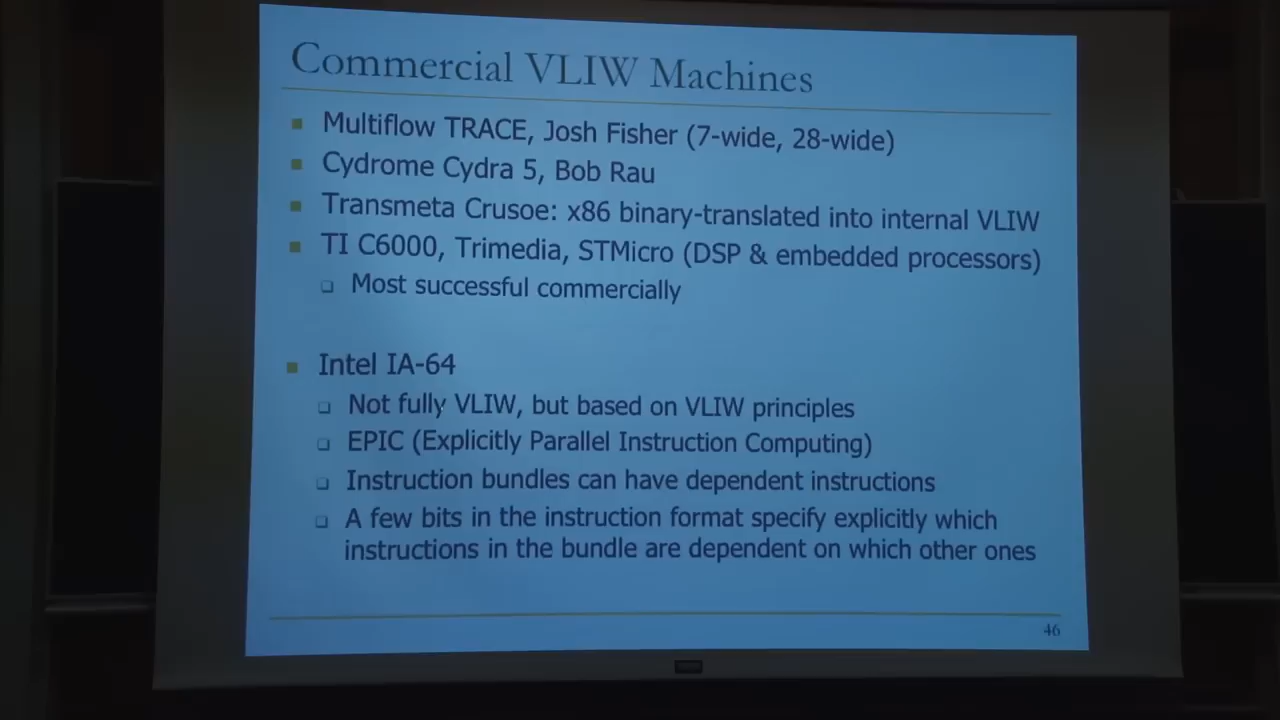 Commercial VLIW Machines
Multiflow TRACE, Josh Fisher (7-wide, 28-wide)
Cydrome Cydra 5, Bob Rau
Transmeta Crusoe: x86 binary-translated into internal VLIW
TI C6000, Trimedia, STMicro (DSP & embedded processors)
Most successful commercially
Intel IA-64
Not fully VLIW, but based on VLIW principles
EPIC (Explicitly Parallel Instruction Computing)
Instruction bundles can have dependent instructions
A few bits in the instruction format specify explicitly which
instructions in the bundle are dependent on which other ones
46